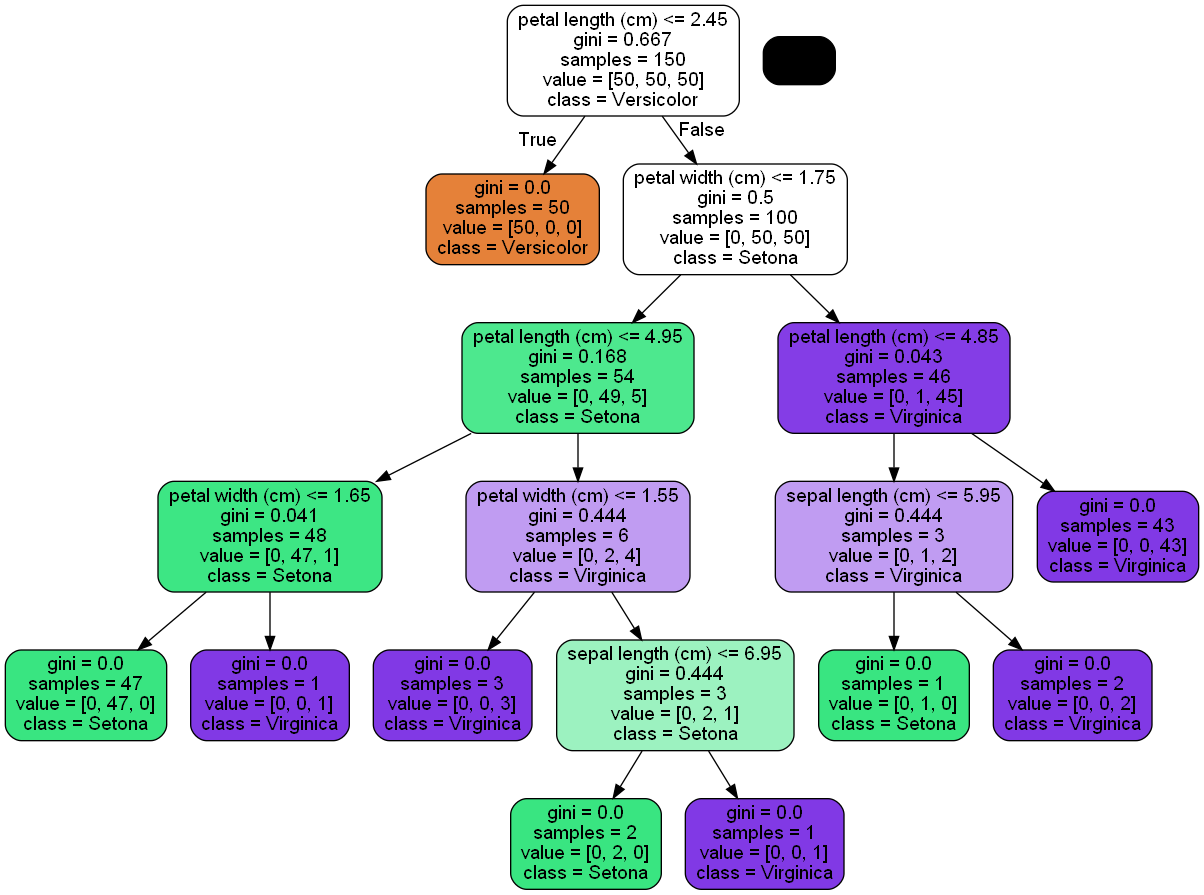 petal length (cm) <= 2.45
gini = 0.667
samples = 150
value = [50, 50, 50]
class = Versicolor
True
False
gini = 0.0
samples = 50
value = [50, 0, 0]
class = Versicolor
petal width (cm) <= 1.75
gini = 0.5
samples = 100
value = [0, 50, 50]
class = Setona
petal length (cm) <= 4.95
gini = 0.168
samples = 54
value = [0, 49, 5]
class = Setona
petal length (cm) <= 4.85
gini = 0.043
samples = 46
value = [0, 1, 45]
class = Virginica
petal width (cm) <= 1.65
gini = 0.041
samples = 48
value = [0, 47, 1]
class = Setona
petal width (cm) <= 1.55
gini = 0.444
samples = 6
value = [0, 2, 4]
class = Virginica
sepal length (cm) <= 5.95
gini = 0.444
samples = 3
value = [0, 1, 2]
class = Virginica
gini = 0.0
samples = 43
value = [0, 0, 43]
class = Virginica
gini = 0.0
samples = 47
value = [0, 47, 0]
class = Setona
gini = 0.0
samples = 1
value = [0, 0, 1]
class = Virginica
gini = 0.0
samples = 3
value = [0, 0, 3]
class = Virginica
sepal length (cm) <= 6.95
gini = 0.444
samples = 3
value = [0, 2, 1]
class = Setona
gini = 0.0
samples = 1
value = [0, 1, 0]
class = Setona
gini = 0.0
samples = 2
value = [0, 0, 2]
class = Virginica
gini = 0.0
samples = 2
value = [0, 2, 0]
class = Setona
gini = 0.0
samples = 1
value = [0, 0, 1]
class = Virginica